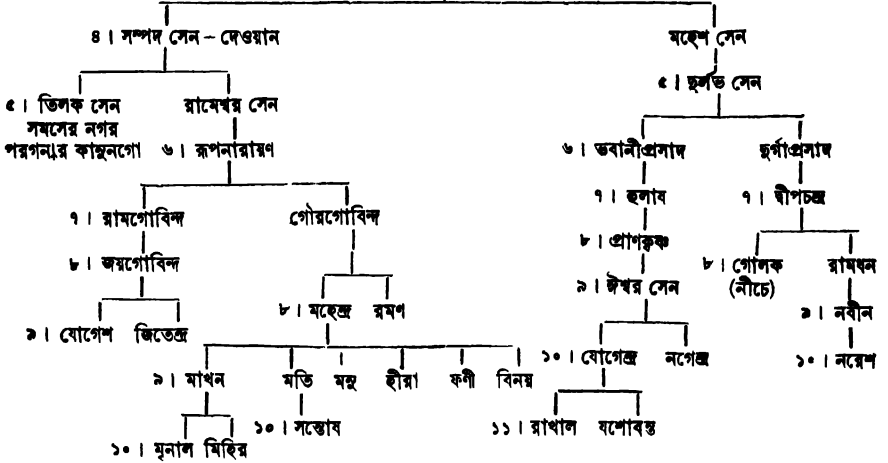 ৪। সম্পদ সেন – দেওয়ান মহেশ সেন
৫। দুর্লভ সেন
৫। তিলক সেন রামেশ্বর সেন
সমসের নগর
পরগনার কানুনগো ৬। রূপনারায়ণ ৬। ভবানীপ্রসাদ দুর্গাপ্রসাদ
৭। রামগোবিন্দ গৌরগোবিন্দ ৭। হুলাষ ৭। দ্বীপচন্দ্র
৮। জয়গোবিন্দ ৮। প্রাণকৃষ্ণ ৮। গোলক রামধন
(নীচে)
৮। মহেন্দ্র রমণ ৯। ঈশ্বর সেন
৯। যোগেশ জিতেন্দ্র ৯। নবীন
৯। মাখন মতি মন্থু হীরা ফণী বিনয় ১০। যোগেন্দ্র নগেন্দ্র ১০। নরেশ
১০। মৃনাল মিহির ১০। সন্তোষ ১১। রাখাল যশোবন্ত